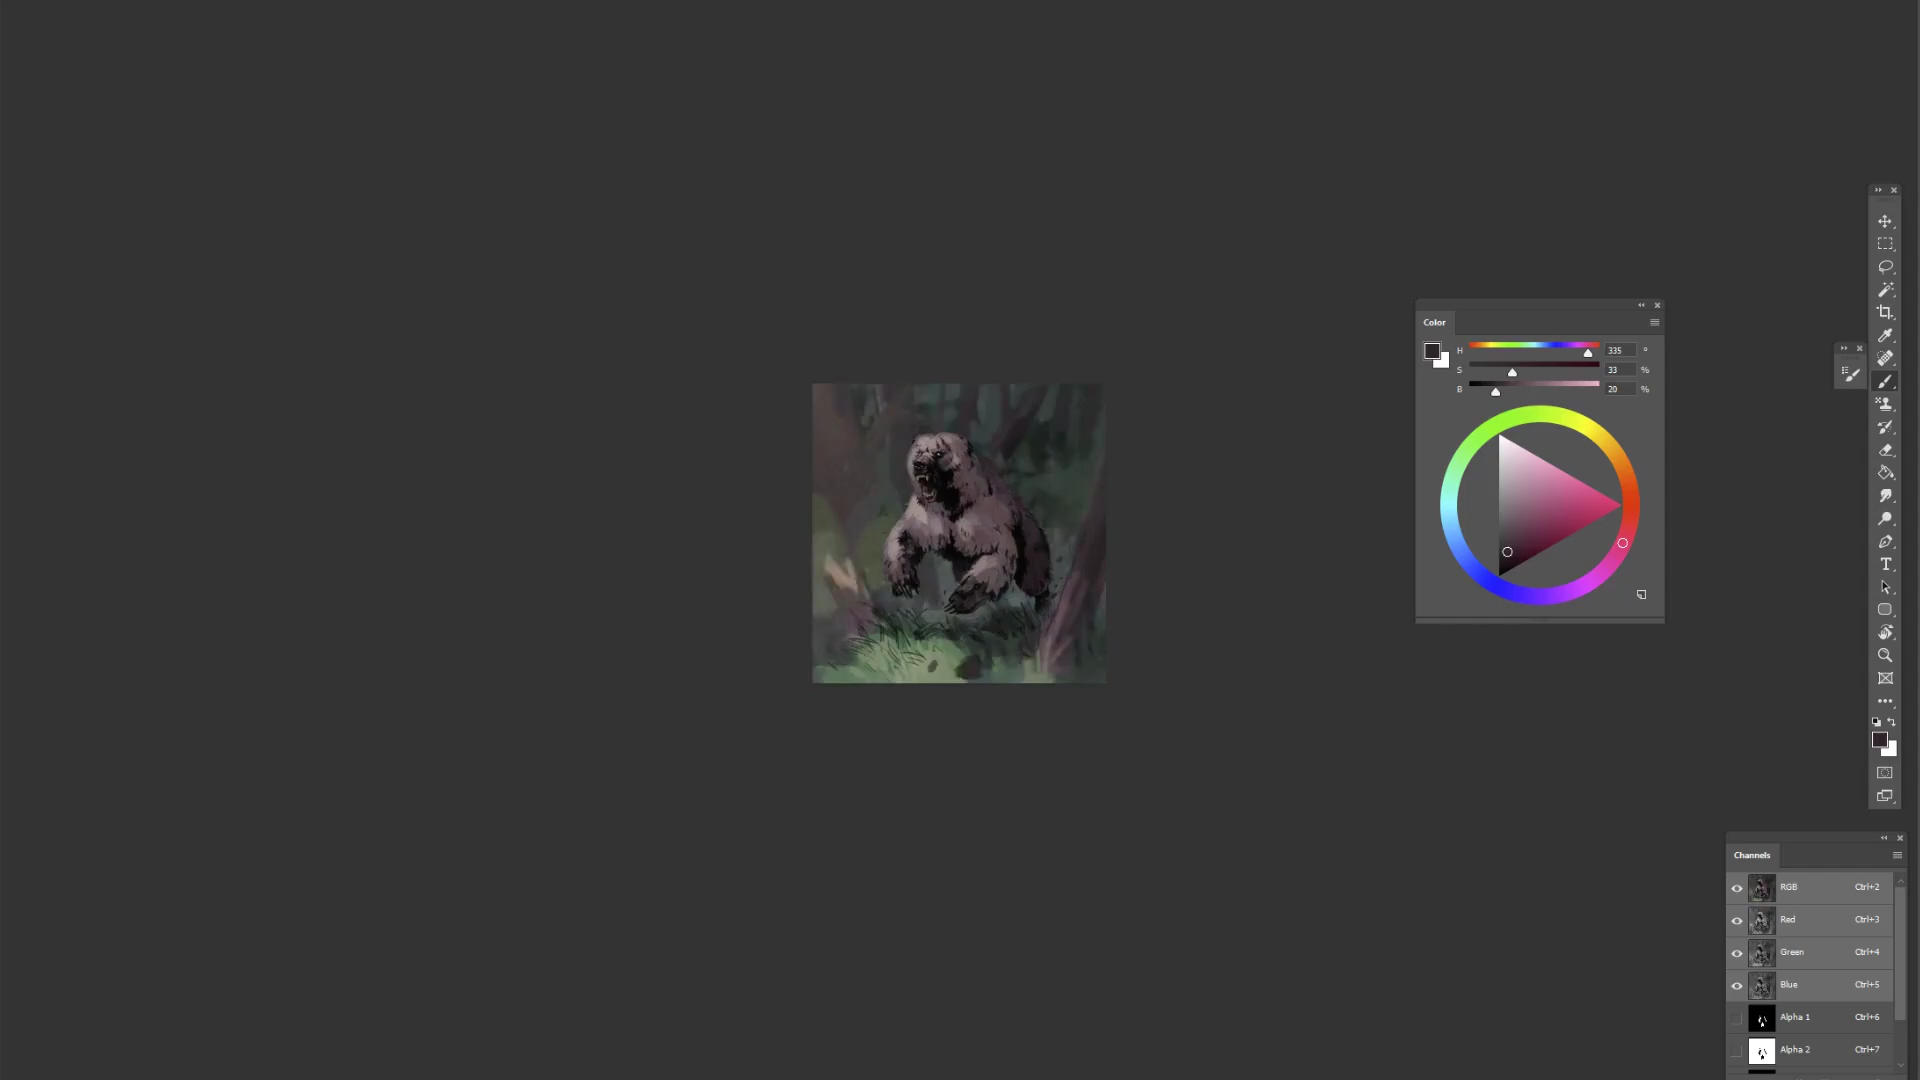 Color
H 335 °
S 33 %
B 20 %
Channels
RGB Ctrl+2
Red Ctrl+3
Green Ctrl+4
Blue Ctrl+5
Alpha 1 Ctrl+6
Alpha 2 Ctrl+7